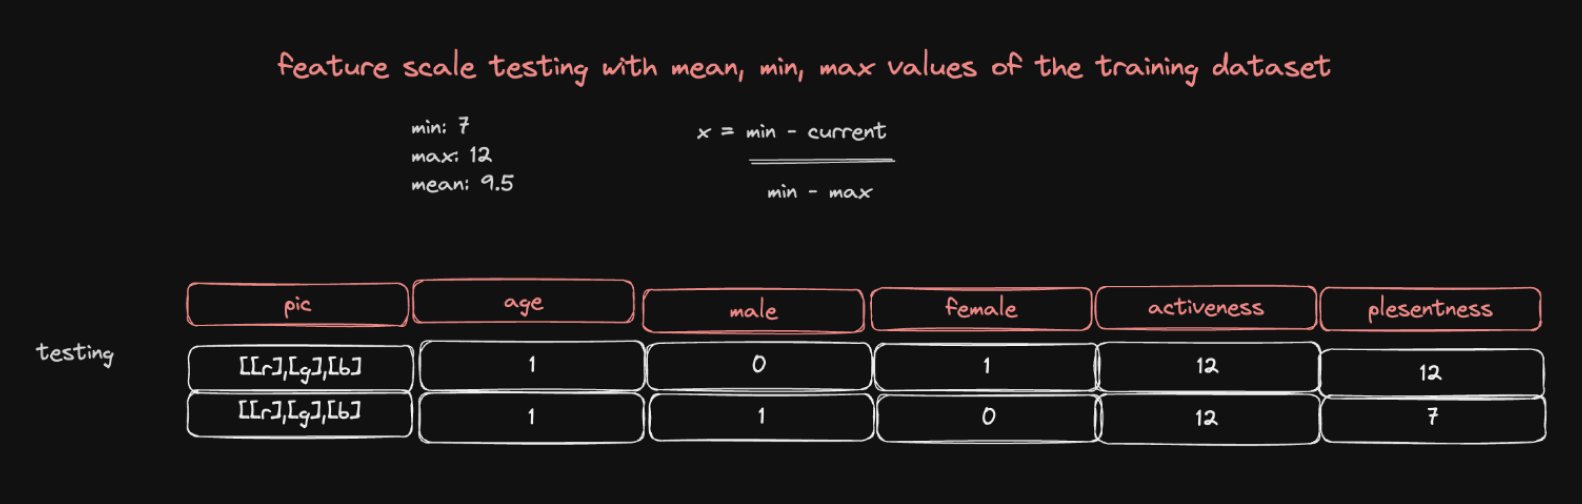 feature scale testing with mean, min, max values of the training dataset
min: 7
max: 12
mean: 9.5
x = min - current
min - max
pic age male female activeness plesentness
testing
[[r],[g],[b] 1 0 1 12 12
[[r],[g],[b] 1 1 0 12 7